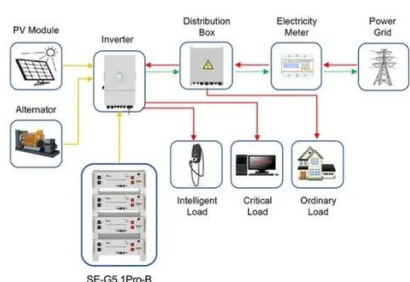 PV Module
Inverter
Distribution
Box
Electricity
Meter
Power
Grid
Alternator
Intelligent
Load
Critical
Load
Ordinary
Load
SE-G5.1Pro-B